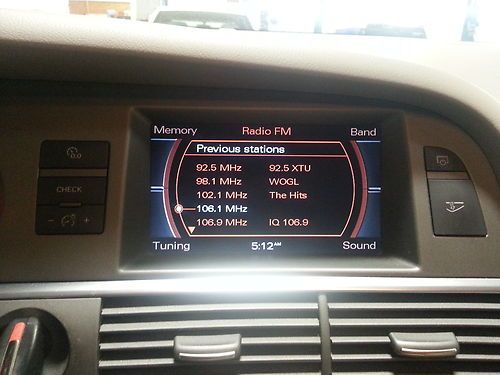 Memory Radio FM Band
Previous stations
92.5 MHz 92.5 XTU
98.1 MHz WOGL
102.1 MHz The Hits
106.1 MHz
106.9 MHz IQ 106.9
Tuning 5:12AM Sound
CHECK
- +